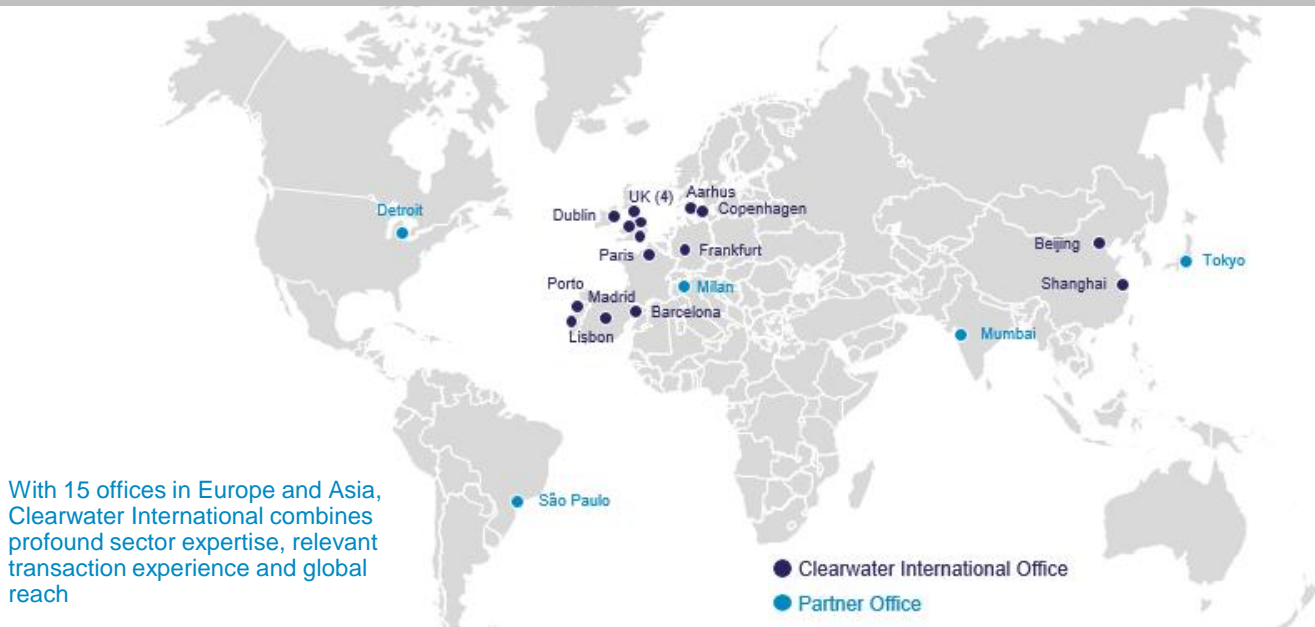 UK (4)
Aarhus
Copenhagen
Dublin
Detroit
Paris
Frankfurt
Beijing
Tokyo
Shanghai
Porto
Milan
Madrid
Barcelona
Lisbon
Mumbai
With 15 offices in Europe and Asia,
Clearwater International combines
profound sector expertise, relevant
transaction experience and global
reach
São Paulo
Clearwater International Office
Partner Office